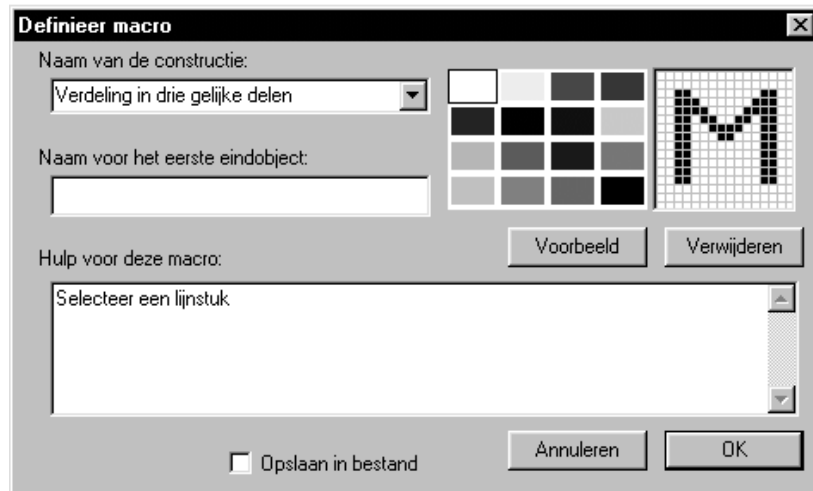 Definieer macro
Naam van de constructie:
Verdeling in drie gelijke delen
Naam voor het eerste eindobject:
Voorbeeld
Verwijderen
Hulp voor deze macro:
Selecteer een lijnstuk
Opslaan in bestand
Annuleren
OK